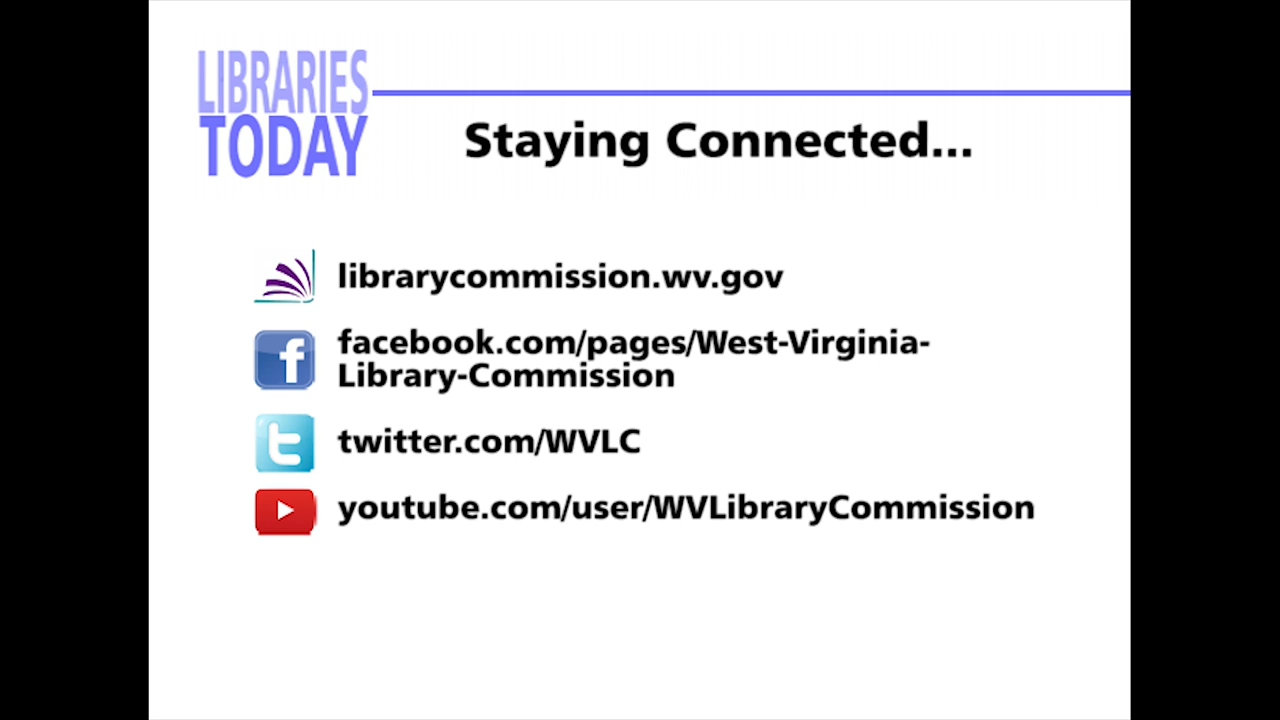 LIBRARIES
TODAY
Staying Connected...
librarycommission.wv.gov
facebook.com/pages/West-Virginia-
Library-Commission
twitter.com/WVLC
youtube.com/user/WVLibraryCommission